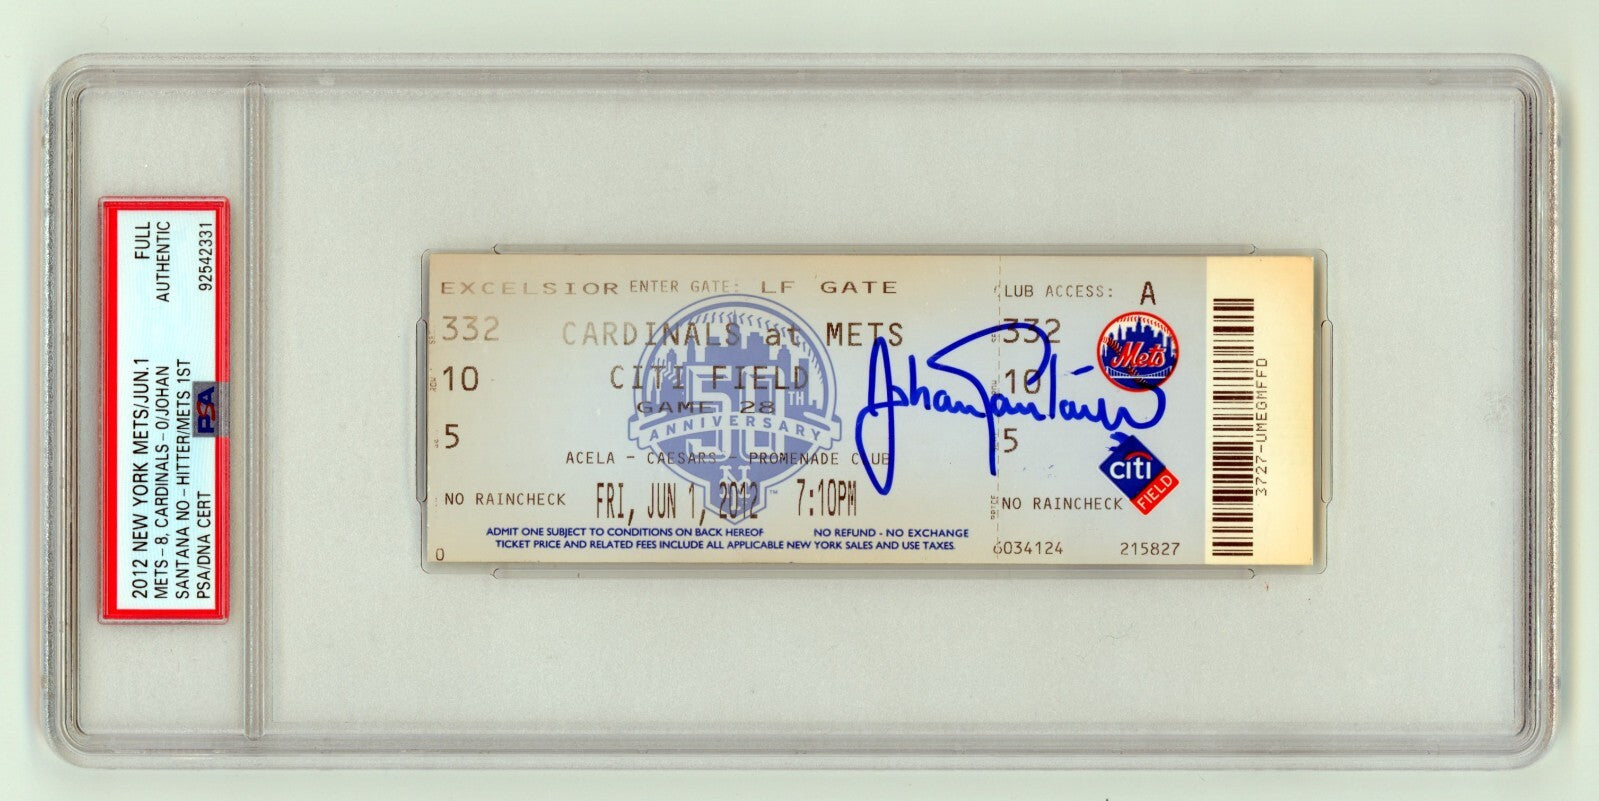 2012 NEW YORK METS/JUN.1 FULL
METS - 8, CARDINALS - 0/JOHAN AUTHENTIC
SANTANA NO - HITTER/METS 1ST
PSA/DNA CERT 92542331
PSA
EXCELSIOR ENTER GATE: LF GATE
332 CARDINALS at METS
10 CITI FIELD
GAME 28
5
ACELA - CAESARS - PROMENADE CLUB
50TH
ANNIVERSARY
NY
NO RAINCHECK FRI, JUN 1, 2012 7:10PM
ADMIT ONE SUBJECT TO CONDITIONS ON BACK HEREOF NO REFUND - NO EXCHANGE
TICKET PRICE AND RELATED FEES INCLUDE ALL APPLICABLE NEW YORK SALES AND USE TAXES.
0
CLUB ACCESS: A
332
10
5
Mets
Johan Santana
citi
FIELD
NO RAINCHECK
PRICE
6034124 215827
3727-UMEGMFFD